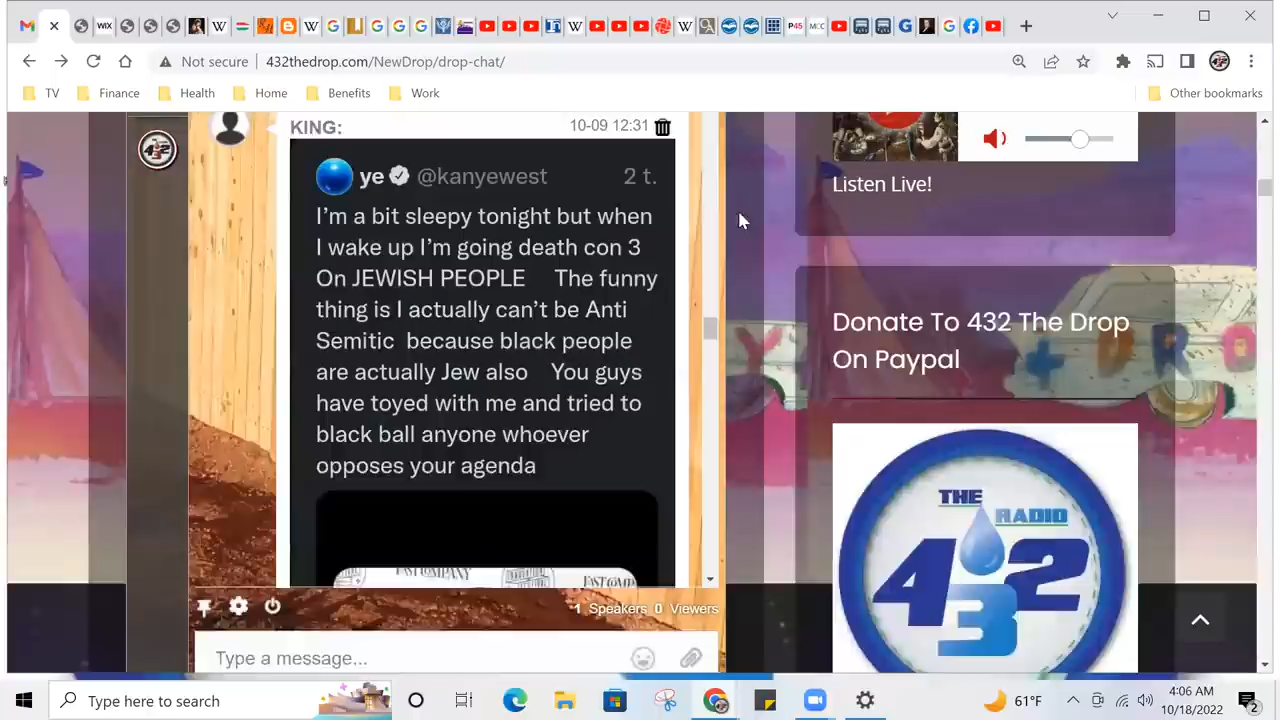 WIX
P45
MCC
Not secure
432thedrop.com/NewDrop/drop-chat/
TV
Finance
Health
Home
Benefits
Work
Other bookmarks
KING:
10-09 12:31
ye @kanyewest
2 t.
I'm a bit sleepy tonight but when
I wake up I'm going death con 3
On JEWISH PEOPLE The funny
thing is I actually can't be Anti
Semitic because black people
are actually Jew also You guys
have toyed with me and tried to
black ball anyone whoever
opposes your agenda
1 Speakers 0 Viewers
Type a message...
Listen Live!
Donate To 432 The Drop
On Paypal
THE
RADIO
432
Type here to search
61°F
4:06 AM
10/18/2022
2